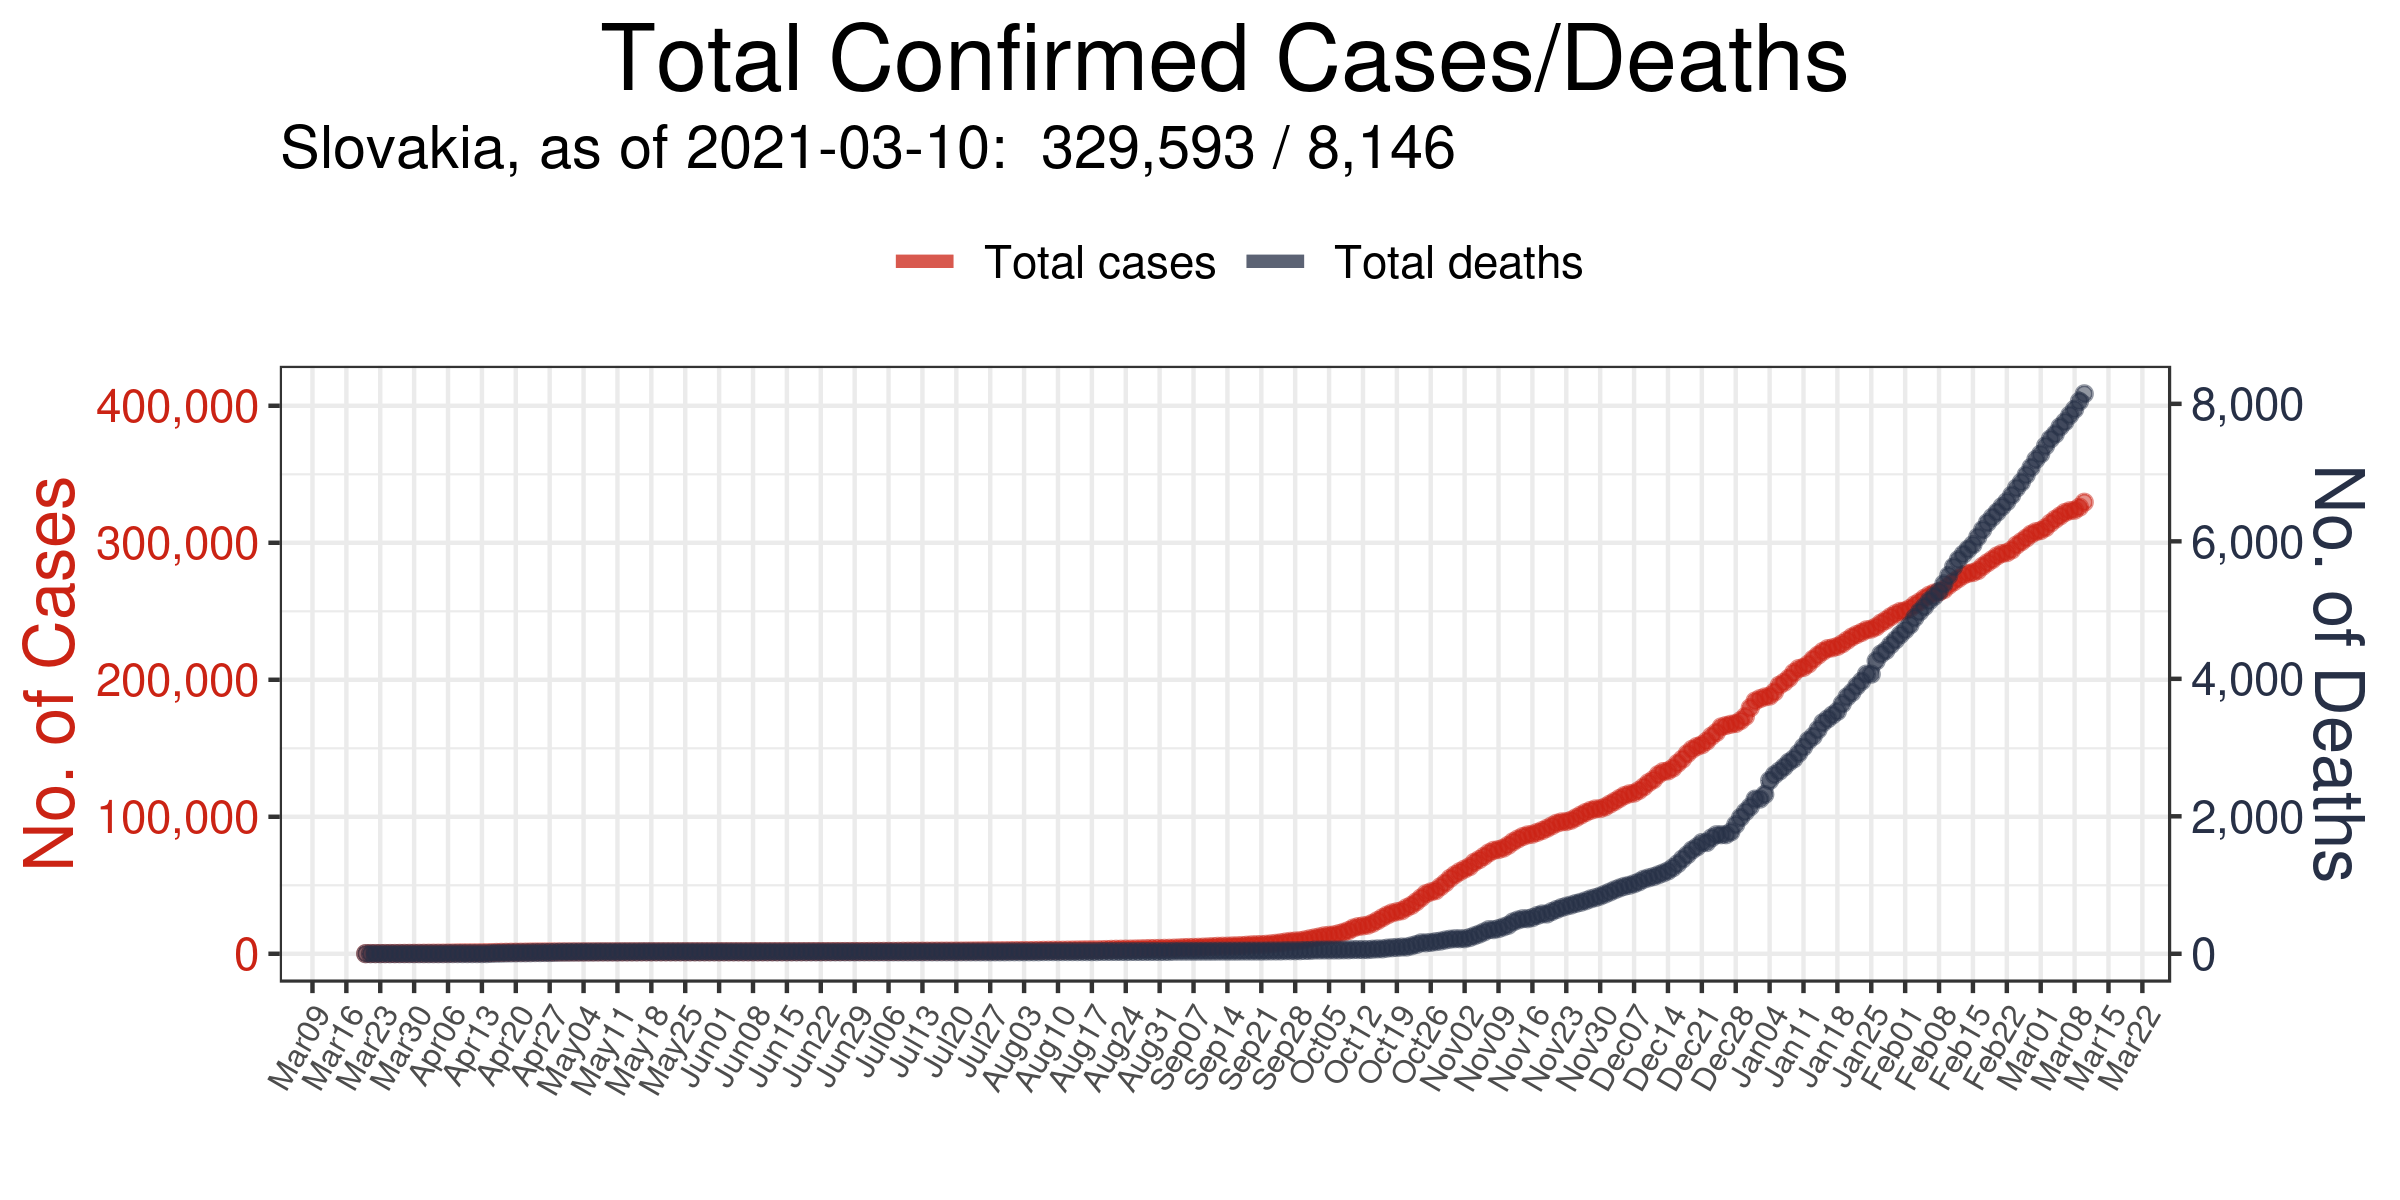 Total Confirmed Cases/Deaths
Slovakia, as of 2021-03-10: 329,593 / 8,146
Total cases Total deaths
No. of Cases
400,000
300,000
200,000
100,000
0
8,000
6,000
4,000
2,000
0
No. of Deaths
Mar09 Mar16 Mar23 Mar30 Apr06 Apr13 Apr20 Apr27 May04 May11 May18 May25 Jun01 Jun08 Jun15 Jun22 Jun29 Jul06 Jul13 Jul20 Jul27 Aug03 Aug10 Aug17 Aug24 Aug31 Sep07 Sep14 Sep21 Sep28 Oct05 Oct12 Oct19 Oct26 Nov02 Nov09 Nov16 Nov23 Nov30 Dec07 Dec14 Dec21 Dec28 Jan04 Jan11 Jan18 Jan25 Feb01 Feb08 Feb15 Feb22 Mar01 Mar08 Mar15 Mar22